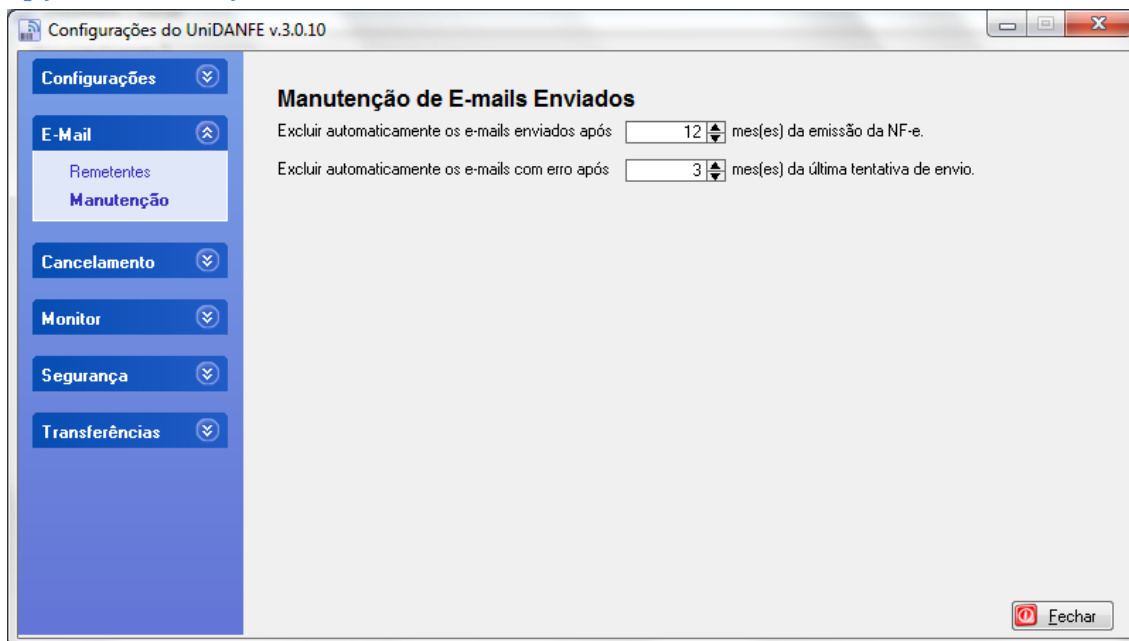 Configurações do UniDANFE v.3.0.10
Configurações
E-Mail
Remetentes
Manutenção
Cancelamento
Monitor
Segurança
Transferências
Manutenção de E-mails Enviados
Excluir automaticamente os e-mails enviados após 12 mes(es) da emissão da NF-e.
Excluir automaticamente os e-mails com erro após 3 mes(es) da última tentativa de envio.
Fechar